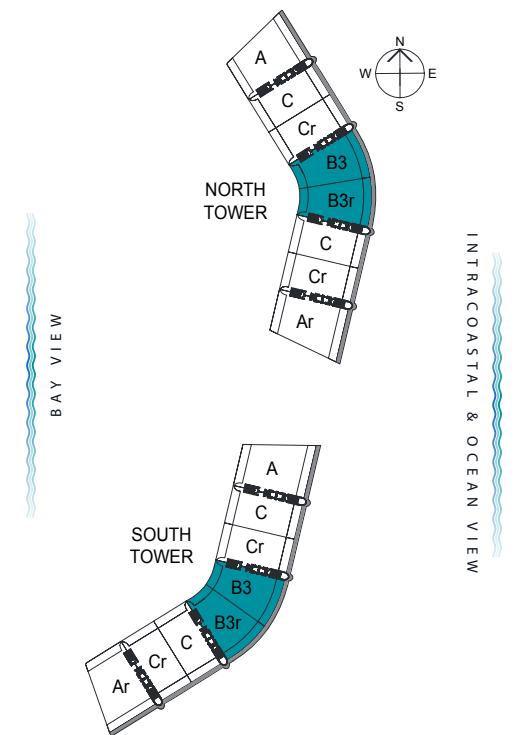 A
C
Cr
B3
B3r
C
Cr
Ar
NORTH
TOWER
N
W E
S
BAY VIEW
INTRACOASTAL & OCEAN VIEW
A
C
Cr
B3
B3r
C
Cr
Ar
SOUTH
TOWER